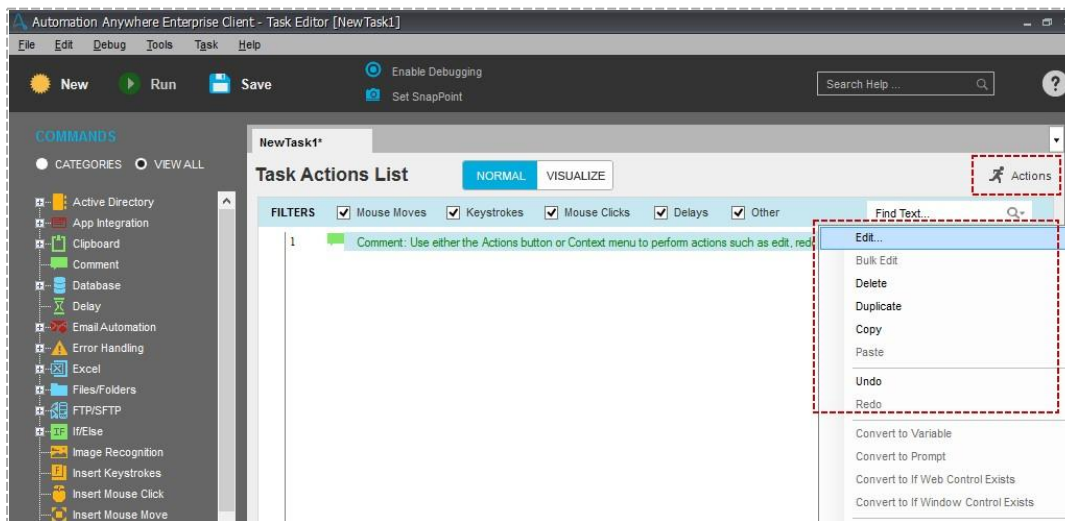 Automation Anywhere Enterprise Client - Task Editor [NewTask1]
File Edit Debug Tools Task Help
New Run Save
Enable Debugging
Set SnapPoint
Search Help ...
?
COMMANDS
CATEGORIES VIEW ALL
Active Directory
App Integration
Clipboard
Comment
Database
Delay
Email Automation
Error Handling
Excel
Files/Folders
FTP/SFTP
IF If/Else
Image Recognition
Insert Keystrokes
Insert Mouse Click
Insert Mouse Move
NewTask1*
Task Actions List NORMAL VISUALIZE Actions
FILTERS Mouse Moves Keystrokes Mouse Clicks Delays Other Find Text...
1 Comment: Use either the Actions button or Context menu to perform actions such as edit, red
Edit...
Bulk Edit
Delete
Duplicate
Copy
Paste
Undo
Redo
Convert to Variable
Convert to Prompt
Convert to If Web Control Exists
Convert to If Window Control Exists